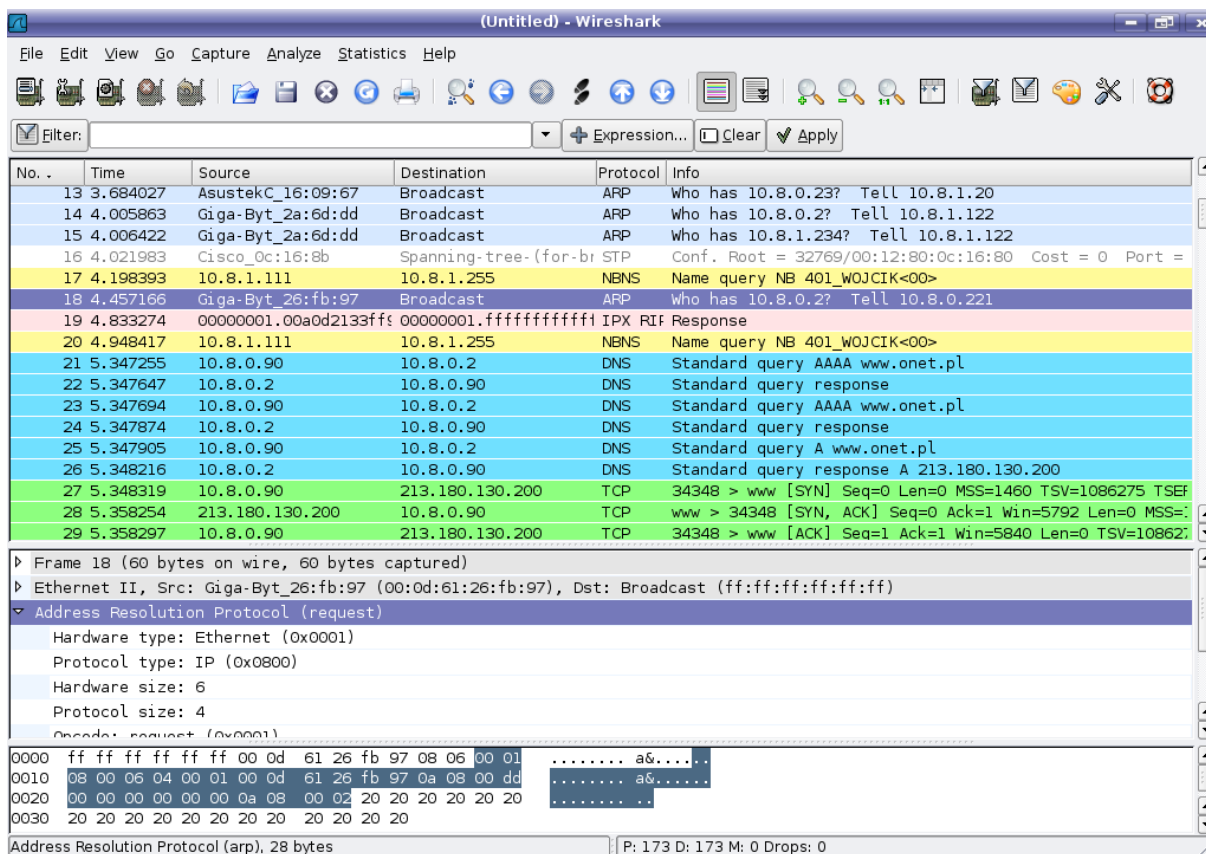 (Untitled) - Wireshark
File Edit View Go Capture Analyze Statistics Help
Filter: Expression... Clear Apply
No. . Time Source Destination Protocol Info
13 3.684027 AsustekC_16:09:67 Broadcast ARP Who has 10.8.0.23? Tell 10.8.1.20
14 4.005863 Giga-Byt_2a:6d:dd Broadcast ARP Who has 10.8.0.2? Tell 10.8.1.122
15 4.006422 Giga-Byt_2a:6d:dd Broadcast ARP Who has 10.8.1.234? Tell 10.8.1.122
16 4.021983 Cisco_0c:16:8b Spanning-tree-(for-br STP Conf. Root = 32769/00:12:80:0c:16:80 Cost = 0 Port =
17 4.198393 10.8.1.111 10.8.1.255 NBNS Name query NB 401_WOJCIK<00>
18 4.457166 Giga-Byt_26:fb:97 Broadcast ARP Who has 10.8.0.2? Tell 10.8.0.221
19 4.833274 00000001.00a0d2133ff9 00000001.ffffffffffff IPX RIF Response
20 4.948417 10.8.1.111 10.8.1.255 NBNS Name query NB 401_WOJCIK<00>
21 5.347255 10.8.0.90 10.8.0.2 DNS Standard query AAAA www.onet.pl
22 5.347647 10.8.0.2 10.8.0.90 DNS Standard query response
23 5.347694 10.8.0.90 10.8.0.2 DNS Standard query AAAA www.onet.pl
24 5.347874 10.8.0.2 10.8.0.90 DNS Standard query response
25 5.347905 10.8.0.90 10.8.0.2 DNS Standard query A www.onet.pl
26 5.348216 10.8.0.2 10.8.0.90 DNS Standard query response A 213.180.130.200
27 5.348319 10.8.0.90 213.180.130.200 TCP 34348 > www [SYN] Seq=0 Len=0 MSS=1460 TSV=1086275 TSER
28 5.358254 213.180.130.200 10.8.0.90 TCP www > 34348 [SYN, ACK] Seq=0 Ack=1 Win=5792 Len=0 MSS=1
29 5.358297 10.8.0.90 213.180.130.200 TCP 34348 > www [ACK] Seq=1 Ack=1 Win=5840 Len=0 TSV=108627
Frame 18 (60 bytes on wire, 60 bytes captured)
Ethernet II, Src: Giga-Byt_26:fb:97 (00:0d:61:26:fb:97), Dst: Broadcast (ff:ff:ff:ff:ff:ff)
Address Resolution Protocol (request)
Hardware type: Ethernet (0x0001)
Protocol type: IP (0x0800)
Hardware size: 6
Protocol size: 4
Opcode: request (0x0001)
0000 ff ff ff ff ff ff 00 0d 61 26 fb 97 08 06 00 01 ........ a&......
0010 08 00 06 04 00 01 00 0d 61 26 fb 97 0a 08 00 dd ........ a&......
0020 00 00 00 00 00 00 0a 08 00 02 20 20 20 20 20 20 ........ ..
0030 20 20 20 20 20 20 20 20 20 20 20 20
Address Resolution Protocol (arp), 28 bytes P: 173 D: 173 M: 0 Drops: 0